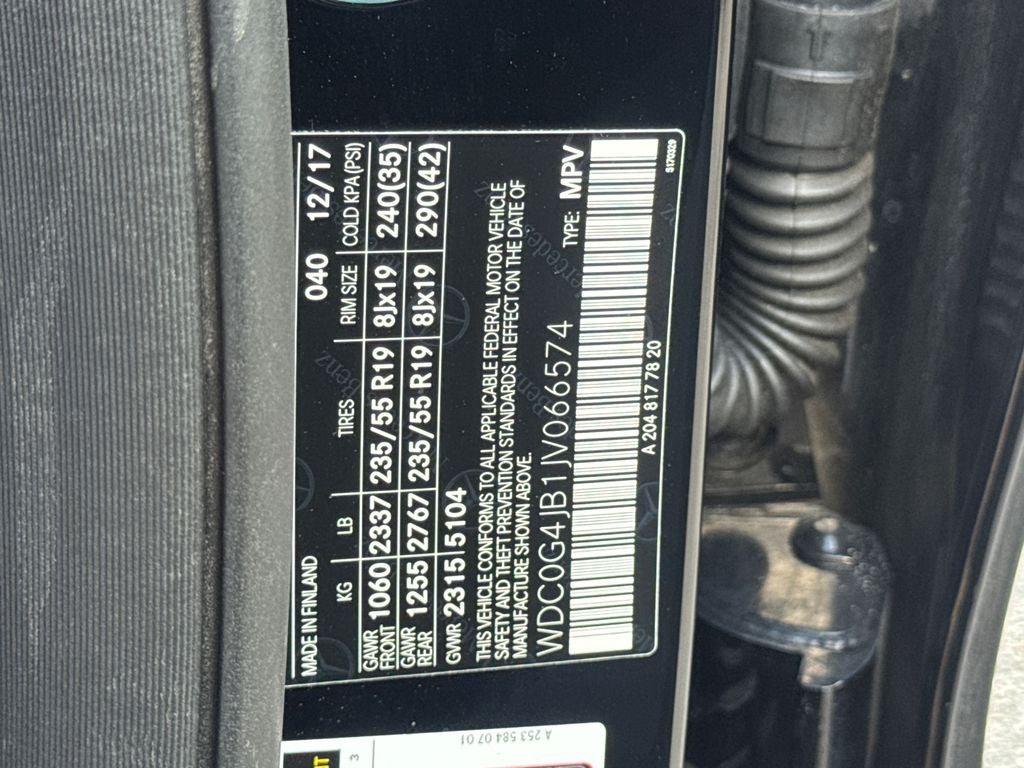 MADE IN FINLAND 040 12/17
KG LB TIRES RIM SIZE COLD KPA (PSI)
GAWR FRONT 1060 2337 235/55 R19 8Jx19 240(35)
GAWR REAR 1255 2767 235/55 R19 8Jx19 290(42)
GVWR 2315 5104
THIS VEHICLE CONFORMS TO ALL APPLICABLE FEDERAL MOTOR VEHICLE
SAFETY AND THEFT PREVENTION STANDARDS IN EFFECT ON THE DATE OF
MANUFACTURE SHOWN ABOVE.
WDC0G4JB1JV066574 TYPE: MPV
A 204 817 78 20
5170329
3
A 253 584 07 01